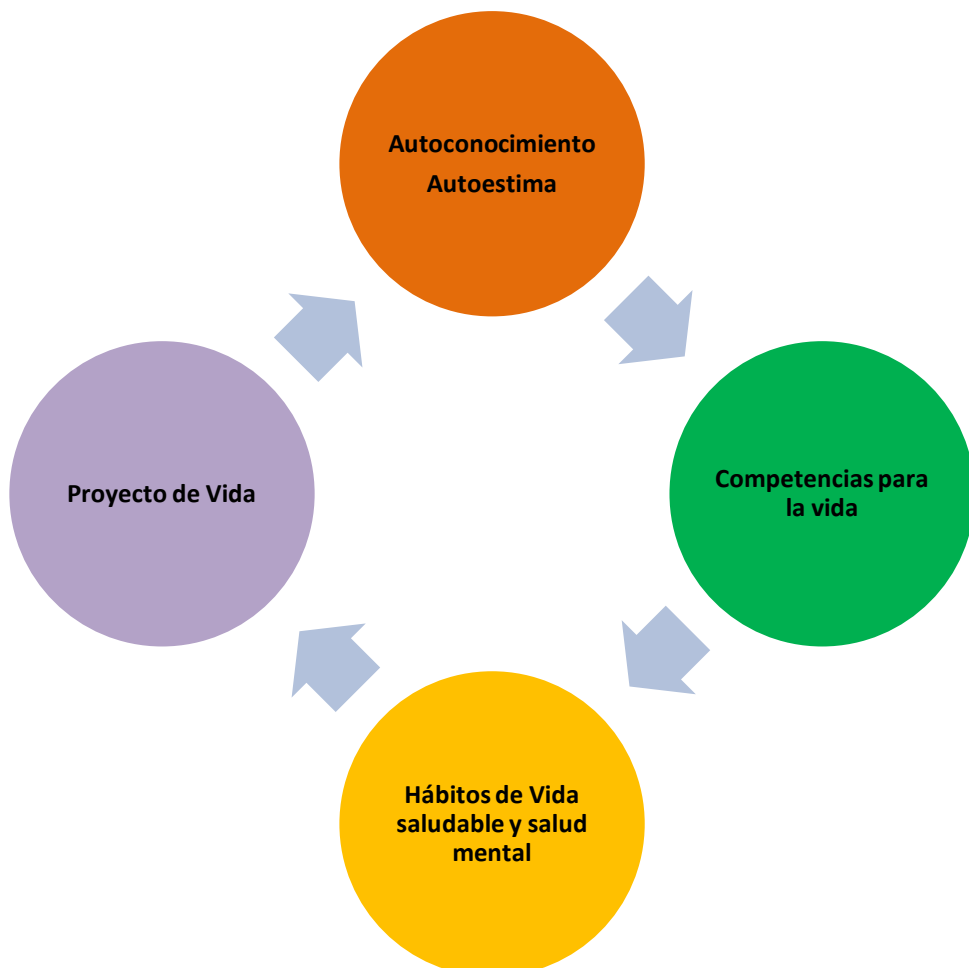 Autoconocimiento
Autoestima
Competencias para
la vida
Hábitos de Vida
saludable y salud
mental
Proyecto de Vida